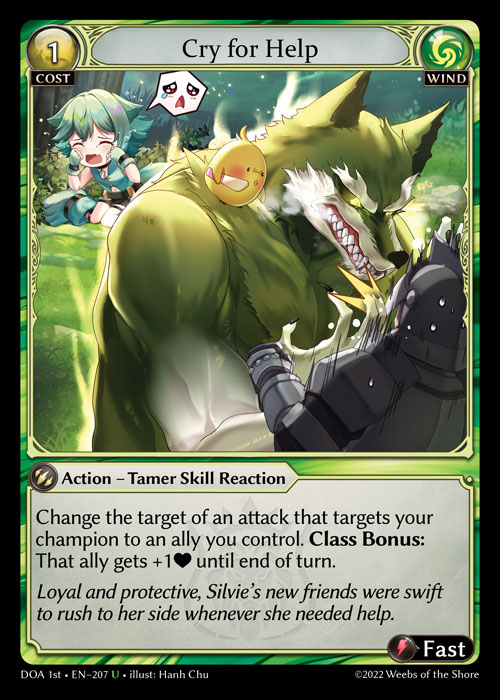 1
Cry for Help
COST
WIND
Action – Tamer Skill Reaction
Change the target of an attack that targets your
champion to an ally you control. Class Bonus:
That ally gets +1♥ until end of turn.
Loyal and protective, Silvie's new friends were swift
to rush to her side whenever she needed help.
Fast
DOA 1st • EN–207 U • illust: Hanh Chu
©2022 Weebs of the Shore